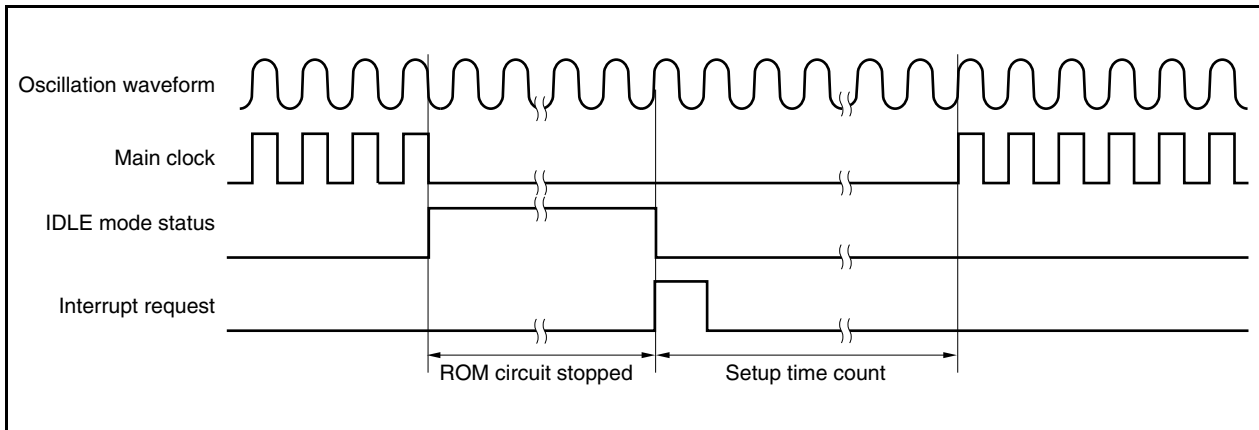 Oscillation waveform
Main clock
IDLE mode status
Interrupt request
ROM circuit stopped
Setup time count